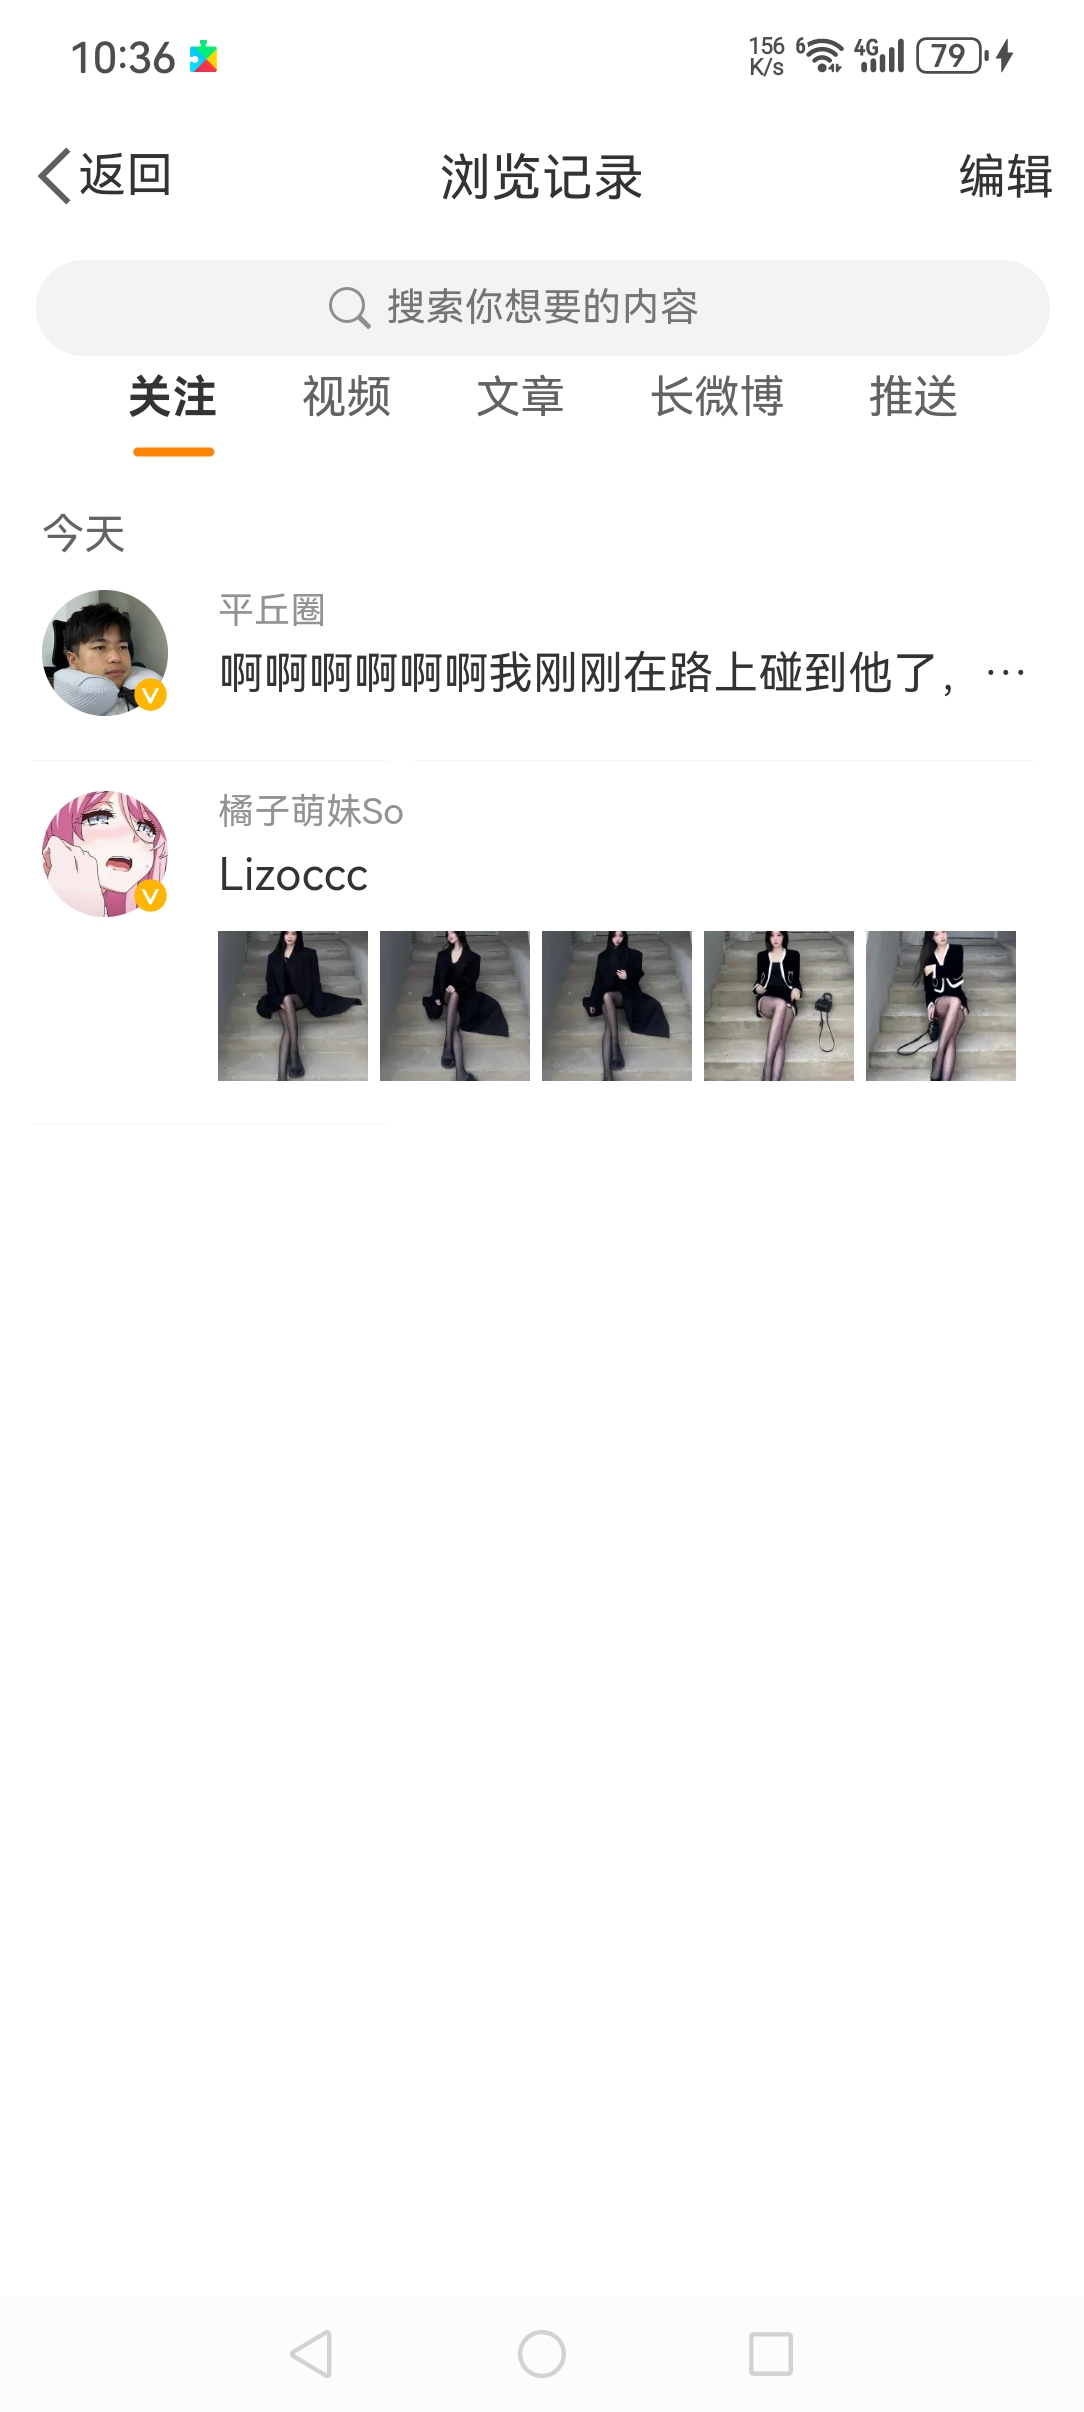 10:36
156 K/s 6 4G 79
返回 浏览记录 编辑
搜索你想要的内容
关注 视频 文章 长微博 推送
今天
平丘圈
啊啊啊啊啊啊我刚刚在路上碰到他了，…
橘子萌妹So
Lizoccc